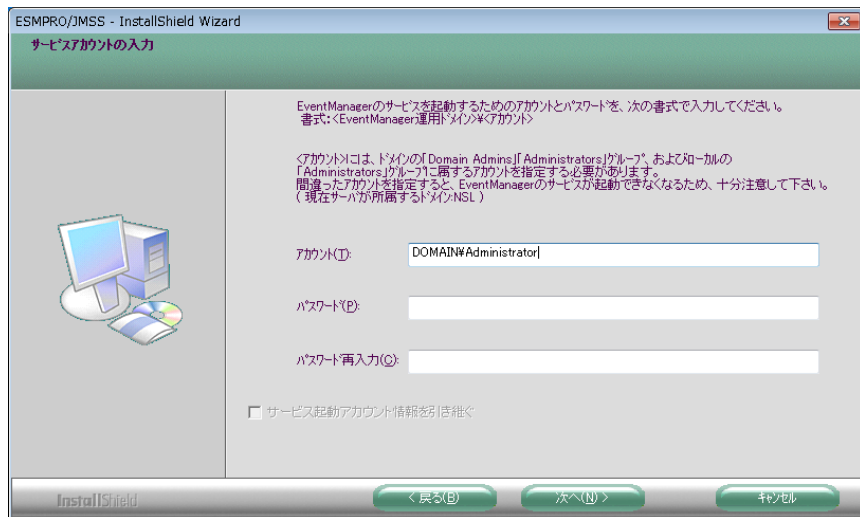 ESMPRO/JMSS - InstallShield Wizard
サービスアカウントの入力
EventManagerのサービスを起動するためのアカウントとパスワードを、次の書式で入力してください。
書式:<EventManager運用ドメイン>¥<アカウント>
<アカウント>には、ドメインの「Domain Admins」「Administrators」グループ、およびローカルの
「Administrators」グループに属するアカウントを指定する必要があります。
間違ったアカウントを指定すると、EventManagerのサービスが起動できなくなるため、十分注意して下さい。
( 現在サーバが所属するドメイン:NSL )
アカウント(T):
DOMAIN¥Administrator
パスワード(P):
パスワード再入力(C):
サービス起動アカウント情報を引き継ぐ
InstallShield
< 戻る(B)
次へ(N) >
キャンセル